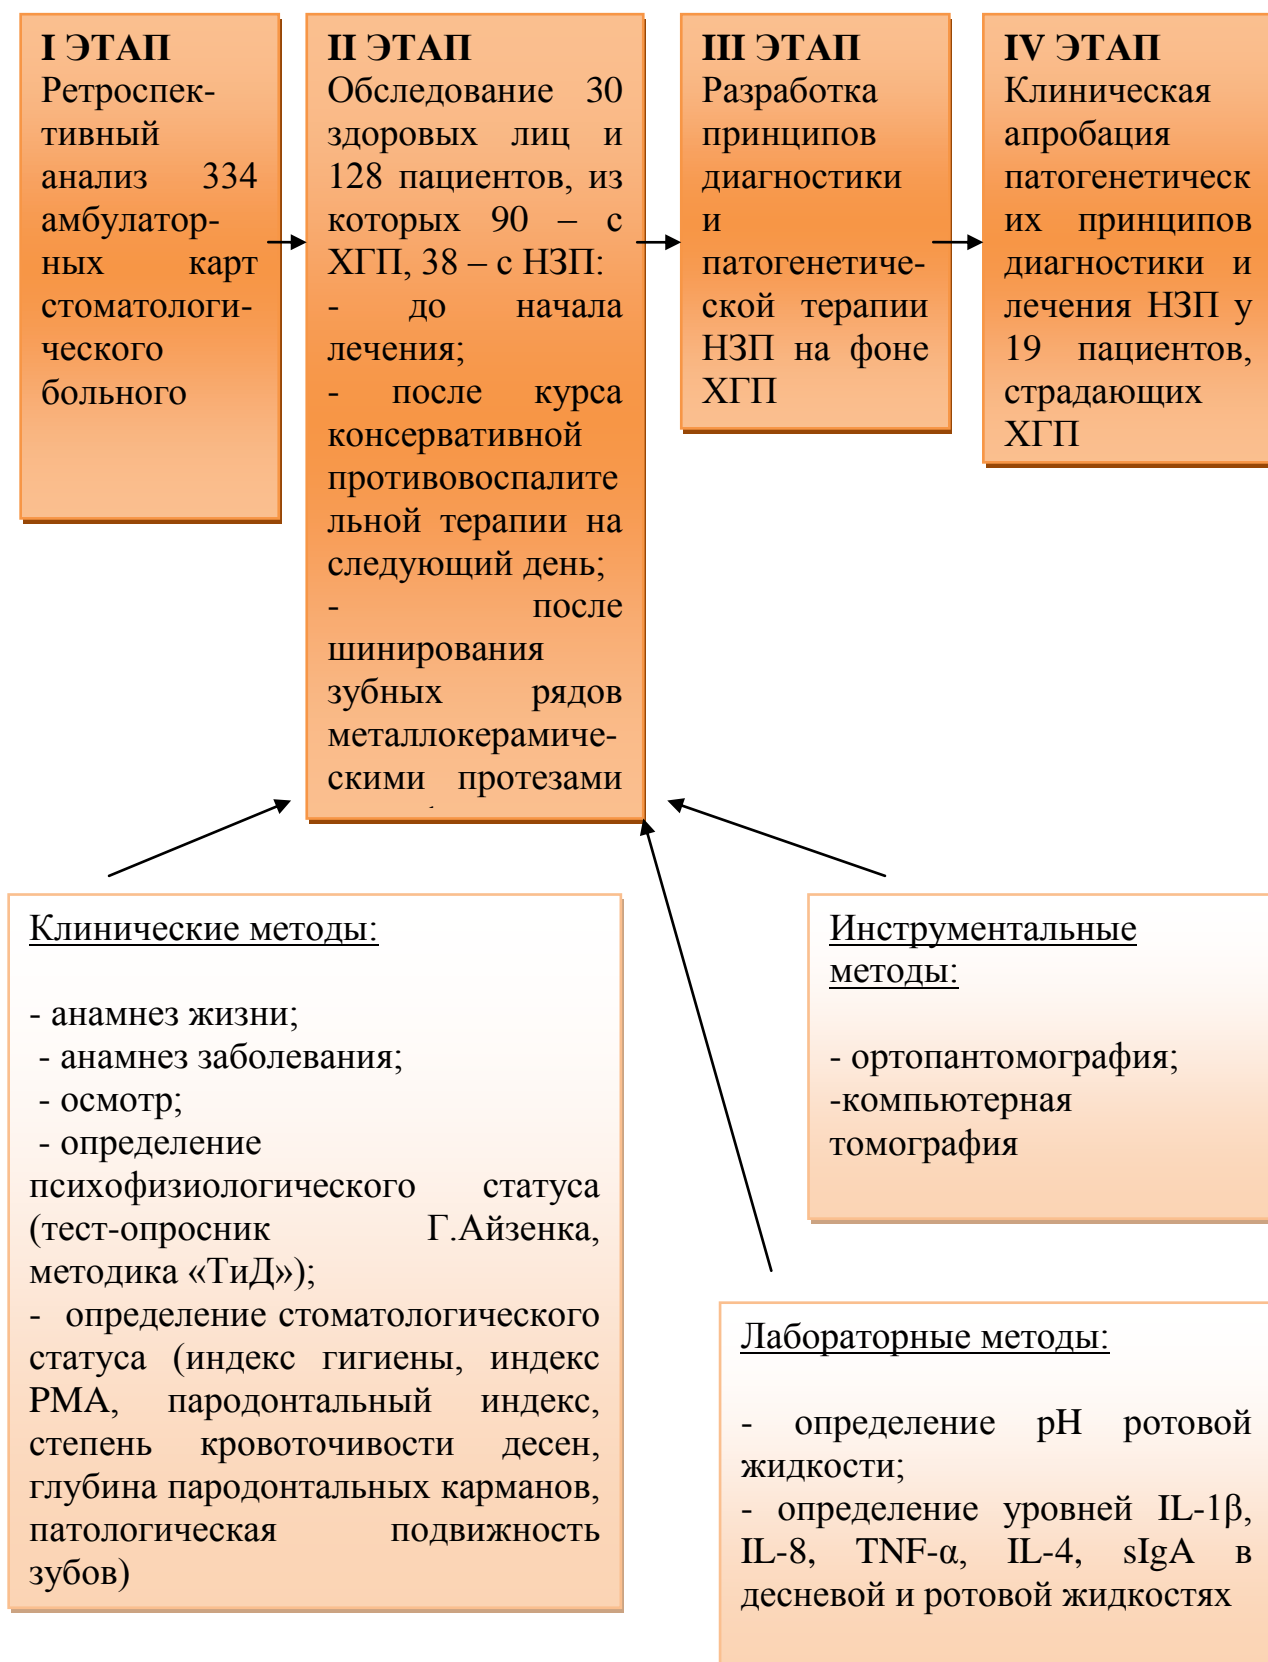 I ЭТАП
Ретроспек-
тивный
анализ 334
амбулатор-
ных карт
стоматологи-
ческого
больного
II ЭТАП
Обследование 30
здоровых лиц и
128 пациентов, из
которых 90 – с
ХГП, 38 – с НЗП:
- до начала
лечения;
- после курса
консервативной
противовоспалите
льной терапии на
следующий день;
- после
шинирования
зубных рядов
металлокерамиче-
скими протезами
III ЭТАП
Разработка
принципов
диагностики
и
патогенетиче-
ской терапии
НЗП на фоне
ХГП
IV ЭТАП
Клиническая
апробация
патогенетическ
их принципов
диагностики и
лечения НЗП у
19 пациентов,
страдающих
ХГП
Клинические методы:
- анамнез жизни;
- анамнез заболевания;
- осмотр;
- определение
психофизиологического статуса
(тест-опросник Г.Айзенка,
методика «ТиД»);
- определение стоматологического
статуса (индекс гигиены, индекс
РМА, пародонтальный индекс,
степень кровоточивости десен,
глубина пародонтальных карманов,
патологическая подвижность
зубов)
Инструментальные
методы:
- ортопантомография;
-компьютерная
томография
Лабораторные методы:
- определение рН ротовой
жидкости;
- определение уровней IL-1β,
IL-8, TNF-α, IL-4, sIgA в
десневой и ротовой жидкостях